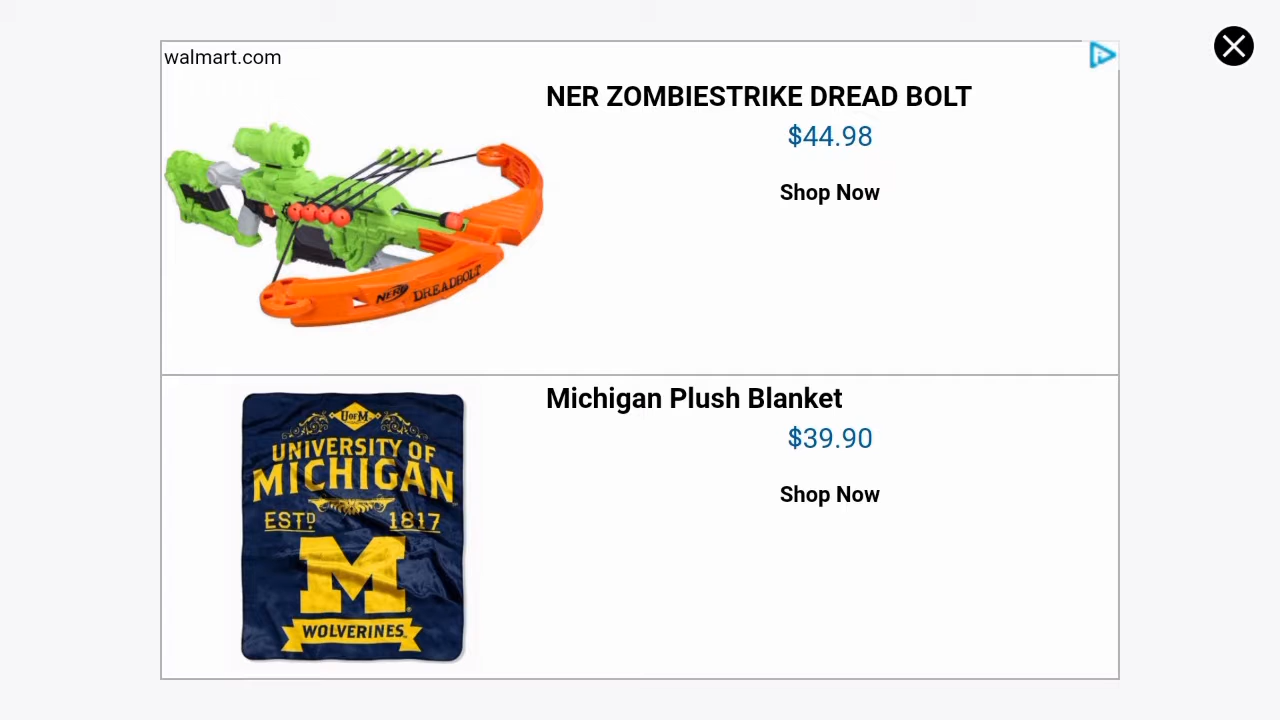 walmart.com
NER ZOMBIESTRIKE DREAD BOLT
$44.98
Shop Now
NERF DREADBOLT
Michigan Plush Blanket
$39.90
Shop Now
U OF M
UNIVERSITY OF
MICHIGAN
ESTD 1817
M
WOLVERINES